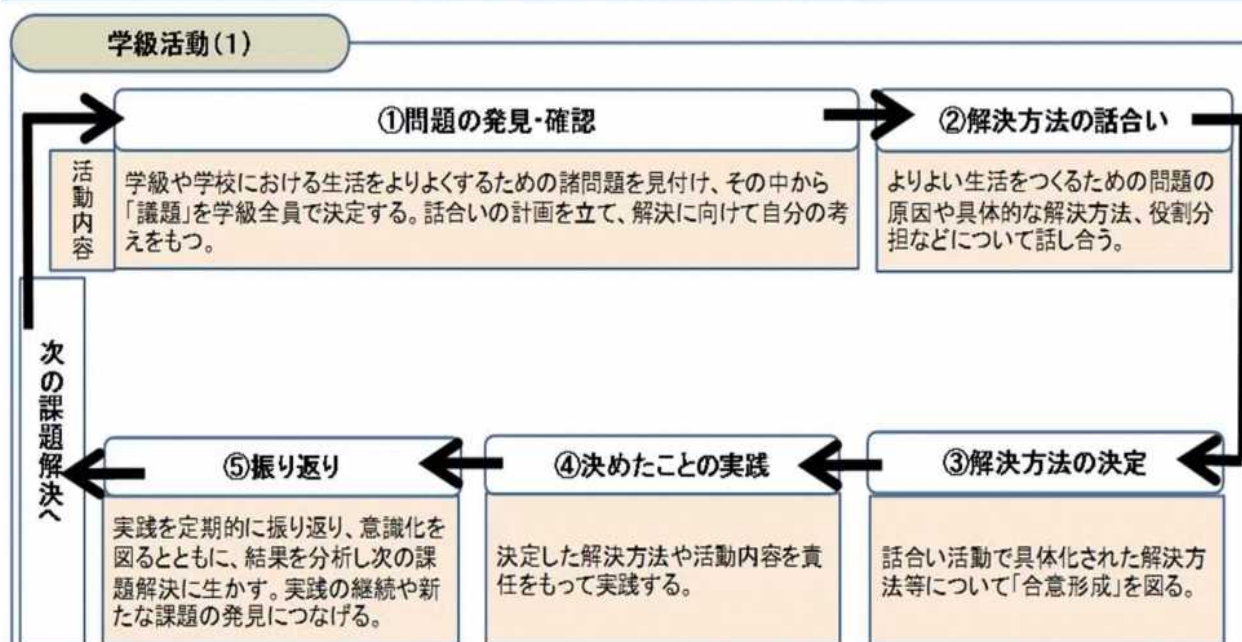 学級活動(1)
①問題の発見・確認
活動内容
学級や学校における生活をよりよくするための諸問題を見付け、その中から
「議題」を学級全員で決定する。話合いの計画を立て、解決に向けて自分の考
えをもつ。
②解決方法の話合い
よりよい生活をつくるための問題の
原因や具体的な解決方法、役割分
担などについて話し合う。
③解決方法の決定
話合い活動で具体化された解決方
法等について「合意形成」を図る。
④決めたことの実践
決定した解決方法や活動内容を責
任をもって実践する。
⑤振り返り
実践を定期的に振り返り、意識化を
図るとともに、結果を分析し次の課
題解決に生かす。実践の継続や新
たな課題の発見につなげる。
次の課題解決へ